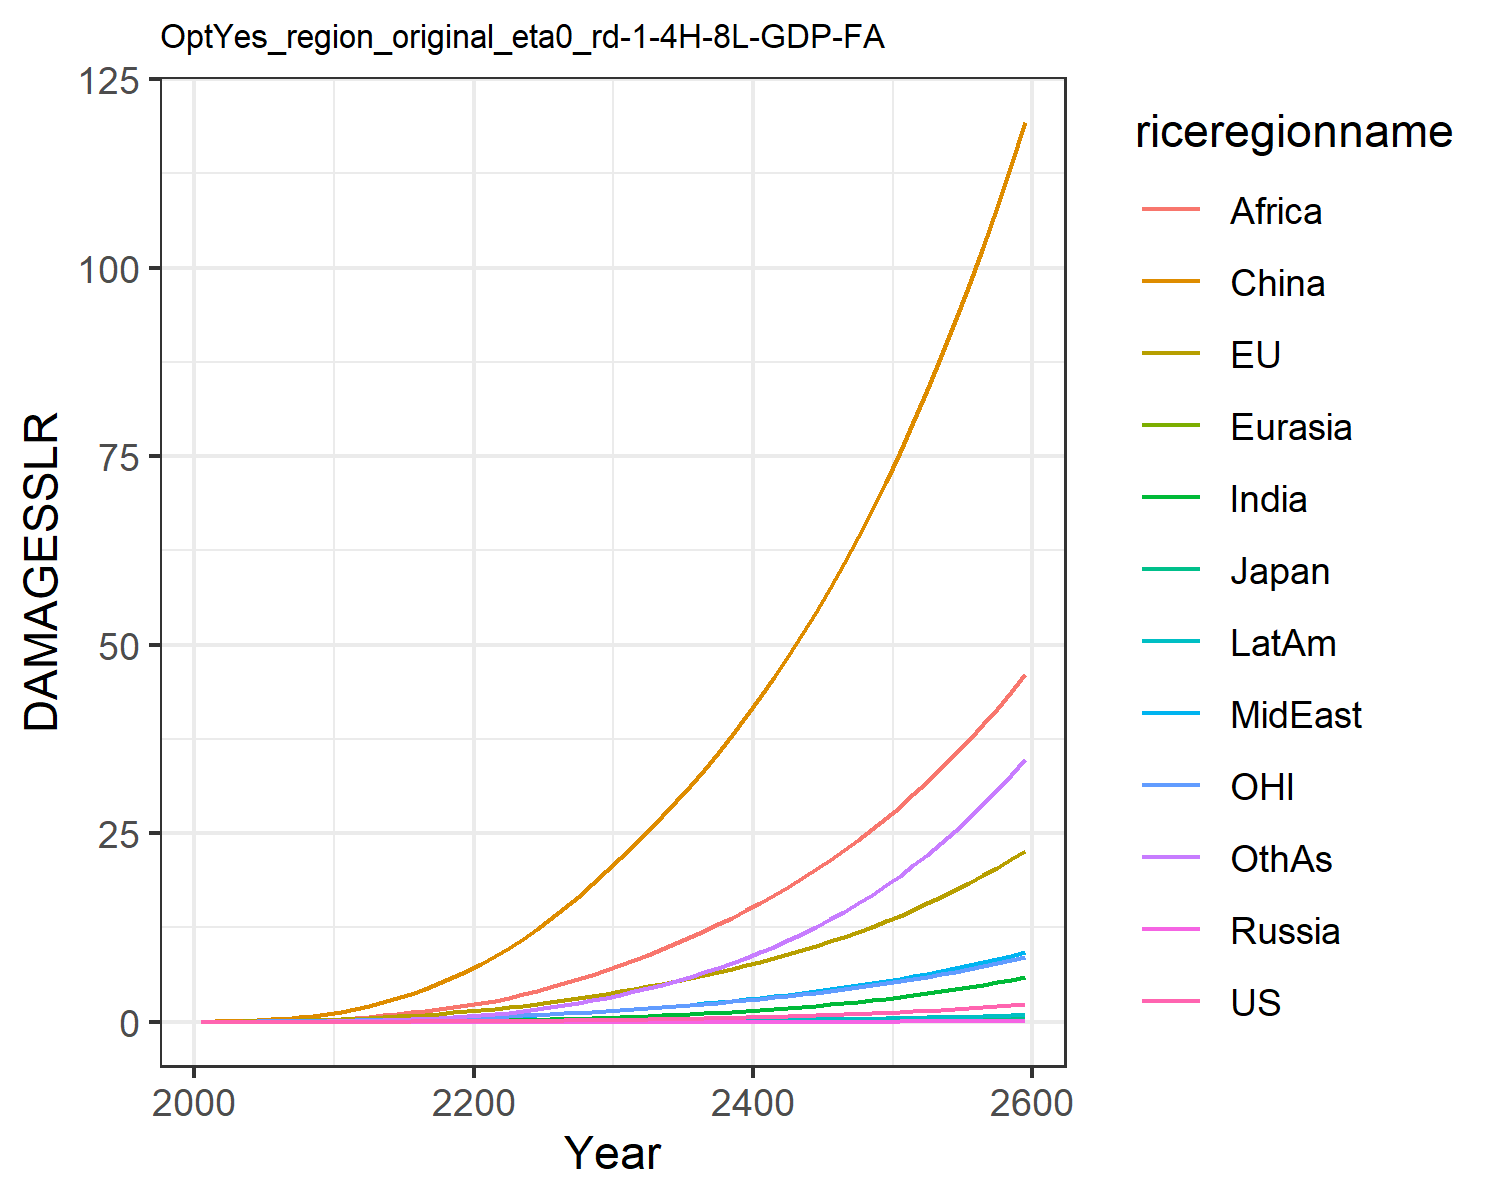 OptYes_region_original_eta0_rd-1-4H-8L-GDP-FA
125
100
75
50
25
0
DAMAGESSLR
2000
2200
2400
2600
Year
riceregionname
Africa
China
EU
Eurasia
India
Japan
LatAm
MidEast
OHI
OthAs
Russia
US